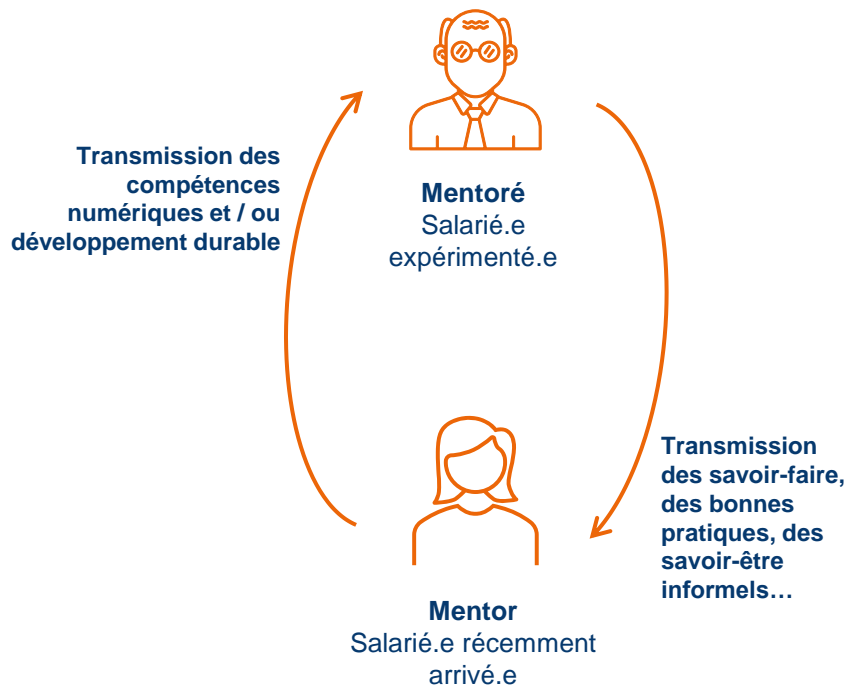 Transmission des
compétences
numériques et / ou
développement durable
Mentoré
Salarié.e
expérimenté.e
Transmission
des savoir-faire,
des bonnes
pratiques, des
savoir-être
informels…
Mentor
Salarié.e récemment
arrivé.e